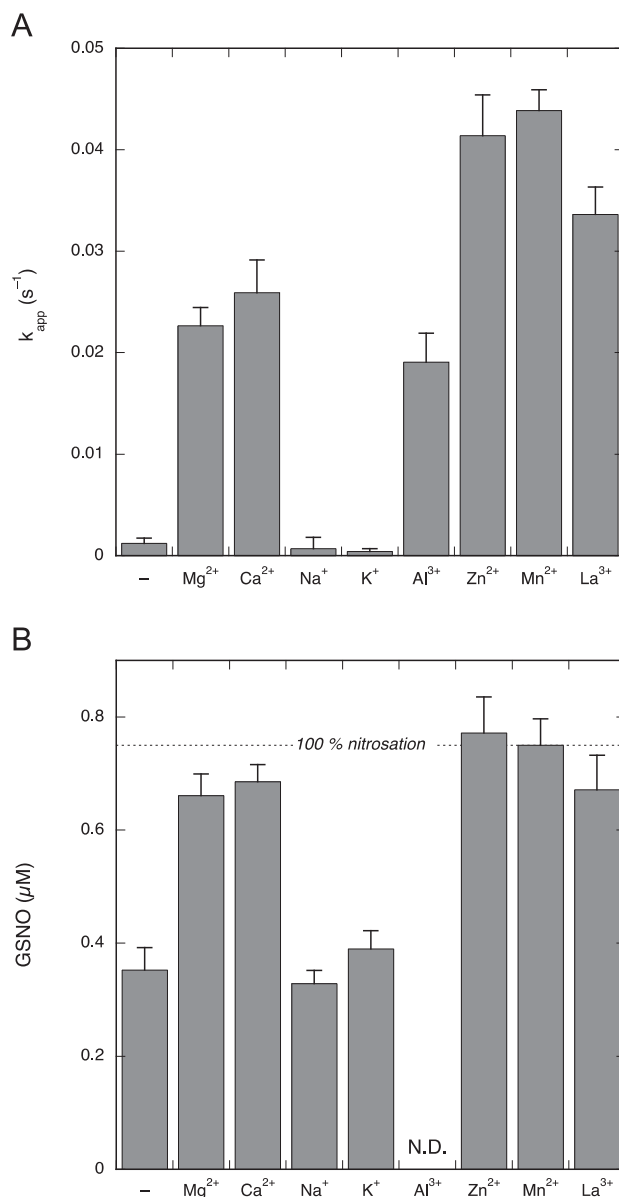 A
0.05
0.04
0.03
0.02
0.01
0
k_app (s⁻¹)
– Mg²⁺ Ca²⁺ Na⁺ K⁺ Al³⁺ Zn²⁺ Mn²⁺ La³⁺
B
0.8
100 % nitrosation
0.6
0.4
0.2
0
GSNO (μM)
N.D.
– Mg²⁺ Ca²⁺ Na⁺ K⁺ Al³⁺ Zn²⁺ Mn²⁺ La³⁺